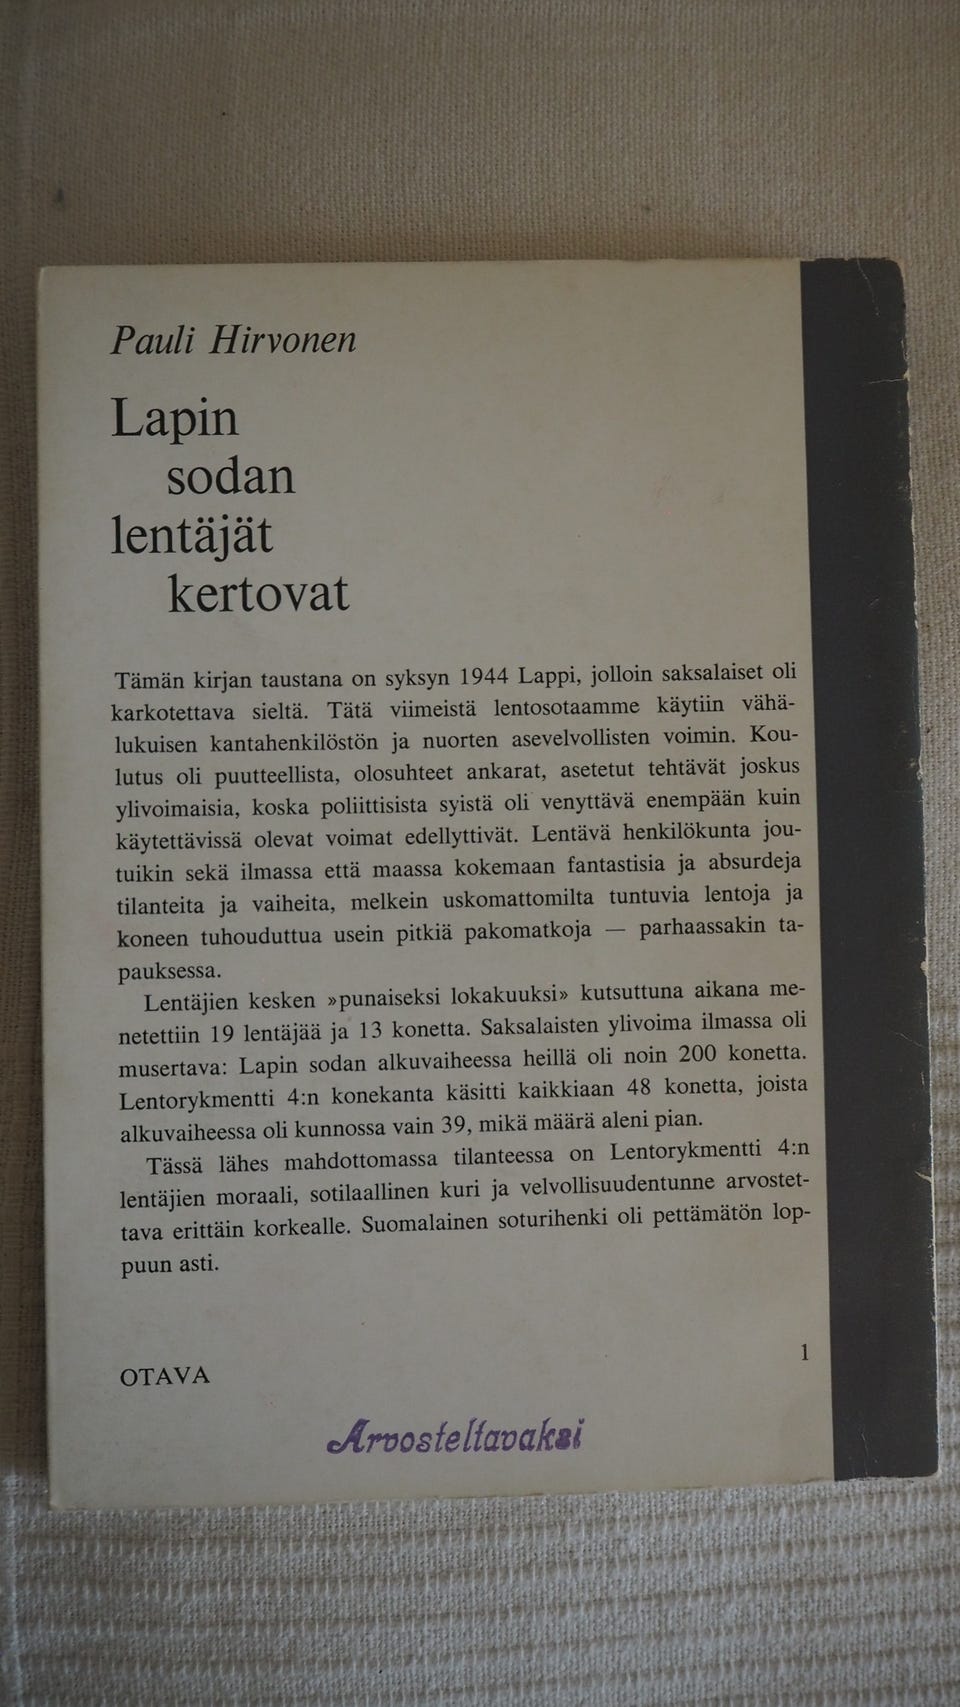 Pauli Hirvonen
Lapin
sodan
lentäjät
kertovat
Tämän kirjan taustana on syksyn 1944 Lappi, jolloin saksalaiset oli
karkotettava sieltä. Tätä viimeistä lentosotaamme käytiin vähä-
lukuisen kantahenkilöstön ja nuorten asevelvollisten voimin. Kou-
lutus oli puutteellista, olosuhteet ankarat, asetetut tehtävät joskus
ylivoimaisia, koska poliittisista syistä oli venyttävä enempään kuin
käytettävissä olevat voimat edellyttivät. Lentävä henkilökunta jou-
tuikin sekä ilmassa että maassa kokemaan fantastisia ja absurdeja
tilanteita ja vaiheita, melkein uskomattomilta tuntuvia lentoja ja
koneen tuhouduttua usein pitkiä pakomatkoja — parhaassakin ta-
pauksessa.
Lentäjien kesken »punaiseksi lokakuuksi» kutsuttuna aikana me-
netettiin 19 lentäjää ja 13 konetta. Saksalaisten ylivoima ilmassa oli
musertava: Lapin sodan alkuvaiheessa heillä oli noin 200 konetta.
Lentorykmentti 4:n konekanta käsitti kaikkiaan 48 konetta, joista
alkuvaiheessa oli kunnossa vain 39, mikä määrä aleni pian.
Tässä lähes mahdottomassa tilanteessa on Lentorykmentti 4:n
lentäjien moraali, sotilaallinen kuri ja velvollisuudentunne arvostet-
tava erittäin korkealle. Suomalainen soturihenki oli pettämätön lop-
puun asti.
1
OTAVA
Arvosteltavaksi